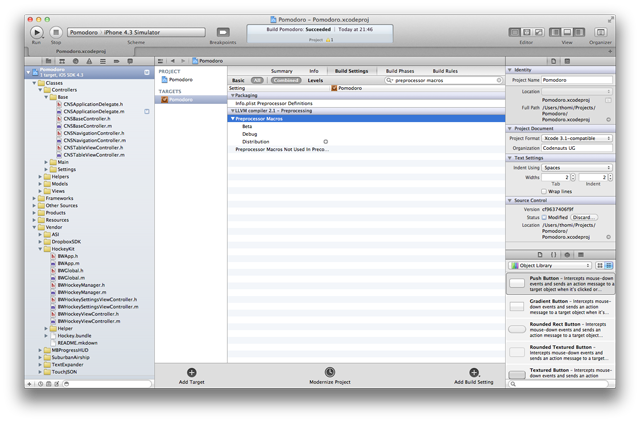 Pomodoro – Pomodoro.xcodeproj
Pomodoro
iPhone 4.3 Simulator
Build Pomodoro: Succeeded | Today at 21:46
Project 1
Run
Stop
Scheme
Breakpoints
Editor
View
Organizer
Pomodoro.xcodeproj
Pomodoro
Pomodoro
1 target, iOS SDK 4.3
M
Classes
Controllers
Base
CNSApplicationDelegate.h
CNSApplicationDelegate.m
CNSBaseController.h
CNSBaseController.m
CNSNavigationController.h
CNSNavigationController.m
CNSTableViewController.h
CNSTableViewController.m
Main
Settings
Helpers
Models
Views
Frameworks
Other Sources
Products
Resources
Vendor
ASI
DropboxSDK
HockeyKit
BWApp.h
BWApp.m
BWGlobal.h
BWGlobal.m
BWHockeyManager.h
BWHockeyManager.m
BWHockeySettingsViewController.h
BWHockeySettingsViewController.m
BWHockeyViewController.h
BWHockeyViewController.m
Helper
Hockey.bundle
README.mkdown
MBProgressHUD
SuburbanAirship
TextExpander
TouchJSON
PROJECT
Pomodoro
TARGETS
Pomodoro
Summary
Info
Build Settings
Build Phases
Build Rules
Basic
All
Combined
Levels
preprocessor macros
Setting
Pomodoro
Packaging
Info.plist Preprocessor Definitions
LLVM compiler 2.1 – Preprocessing
Preprocessor Macros
Beta
Debug
Distribution
Preprocessor Macros Not Used In Preco...
Add Target
Modernize Project
Add Build Setting
Identity
Project Name Pomodoro
Location
Pomodoro.xcodeproj
Full Path /Users/thomi/Projects/
Pomodoro/
Pomodoro.xcodeproj
Project Document
Project Format Xcode 3.1–compatible
Organization Codenauts UG
Text Settings
Indent Using Spaces
Widths 2 2
Tab Indent
Wrap lines
Source Control
Version cf9637406f9f
Status Modified Discard...
Location /Users/thomi/Projects/
Pomodoro/
Pomodoro.xcodeproj
Object Library
Push Button – Intercepts mouse-down
events and sends an action message to a
target object when it's clicked or...
Gradient Button – Intercepts mouse-
down events and sends an action
message to a target object when...
Rounded Rect Button – Intercepts
mouse-down events and sends an
action message to a target object...
Rounded Textured Button – Intercepts
mouse-down events and sends an
action message to a target object...
Textured Button – Intercepts mouse-
down events and sends an action